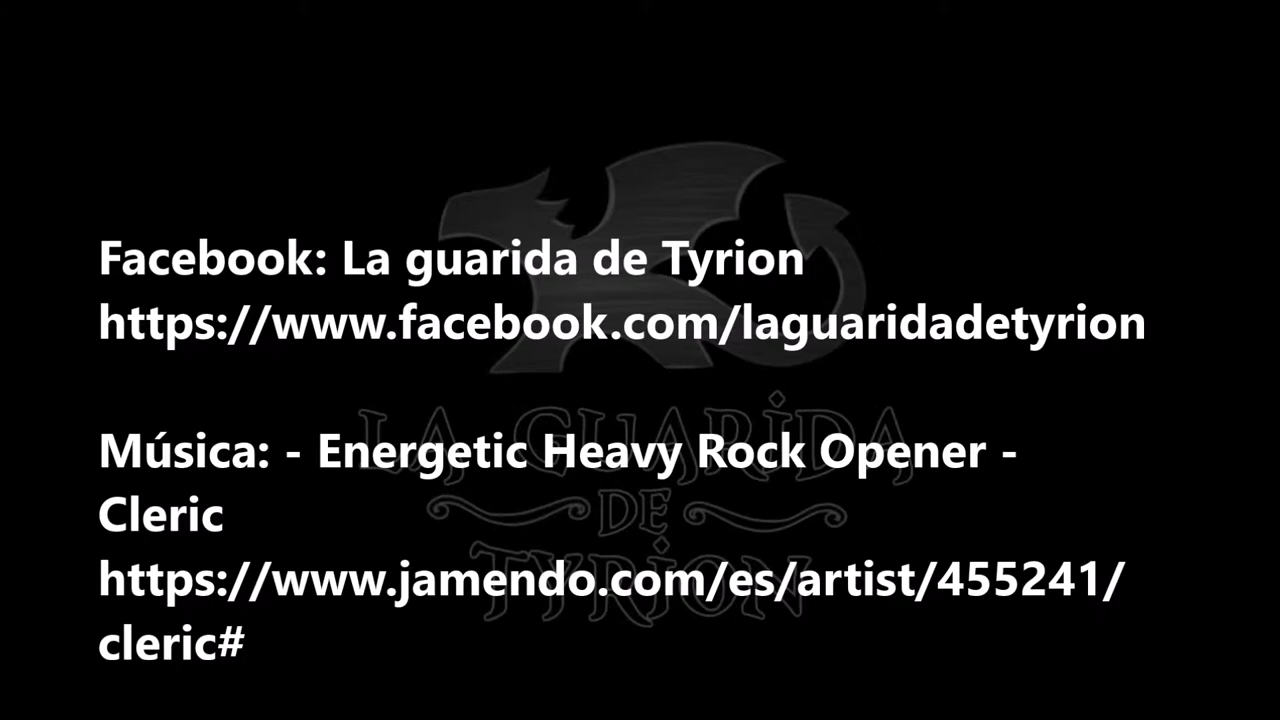 Facebook: La guarida de Tyrion
https://www.facebook.com/laguaridadetyrion
Música: - Energetic Heavy Rock Opener -
Cleric
https://www.jamendo.com/es/artist/455241/
cleric#
LA GUARIDA
DE
TYRION